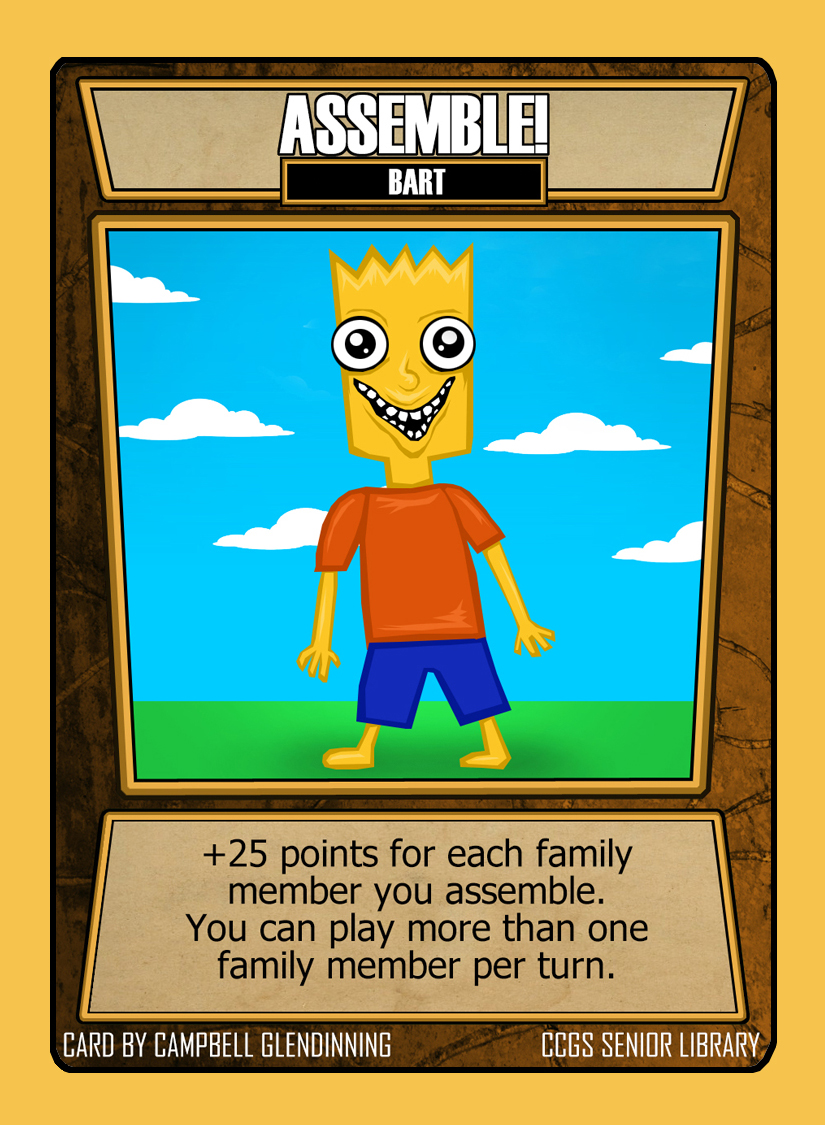 ASSEMBLE!
BART
+25 points for each family
member you assemble.
You can play more than one
family member per turn.
CARD BY CAMPBELL GLENDINNING
CCGS SENIOR LIBRARY